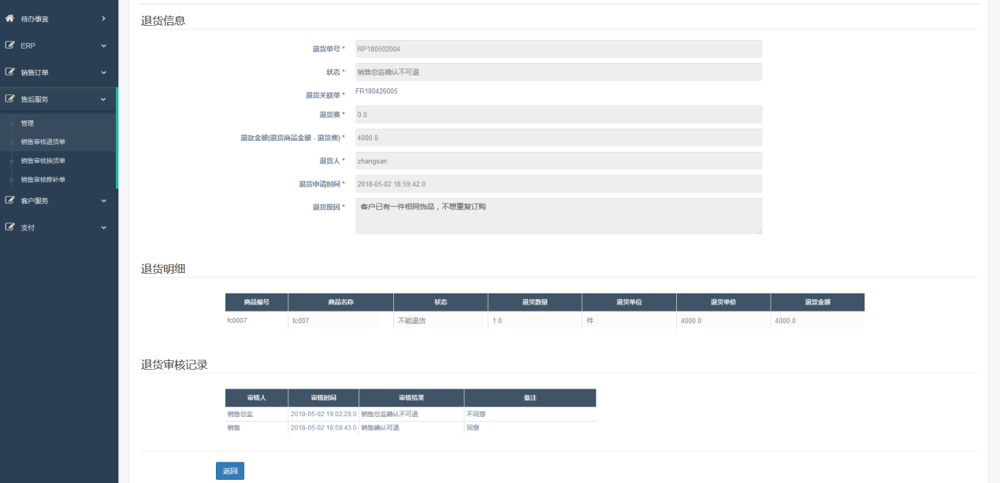 待办事宜
ERP
销售订单
售后服务
管理
销售审核退货单
销售审核换货单
销售审核修补单
客户服务
支付
退货信息
退货单号 * RP180502004
状态 * 销售总监确认不可退
退货关联单 * FR180426005
退货费 * 0.0
退款金额(退货商品金额 - 退货费) * 4000.0
退货人 * zhangsan
退货申请时间 * 2018-05-02 18:59:42.0
退货原因 * 客户已有一件相同饰品，不想重复订购
退货明细
商品编号 商品名称 状态 退货数量 退货单位 退货单价 退款金额
fc0007 fc007 不能退货 1.0 件 4000.0 4000.0
退货审核记录
审核人 审核时间 审核结果 备注
销售总监 2018-05-02 19:02:29.0 销售总监确认不可退 不同意
销售 2018-05-02 18:59:43.0 销售确认可退 同意
返回